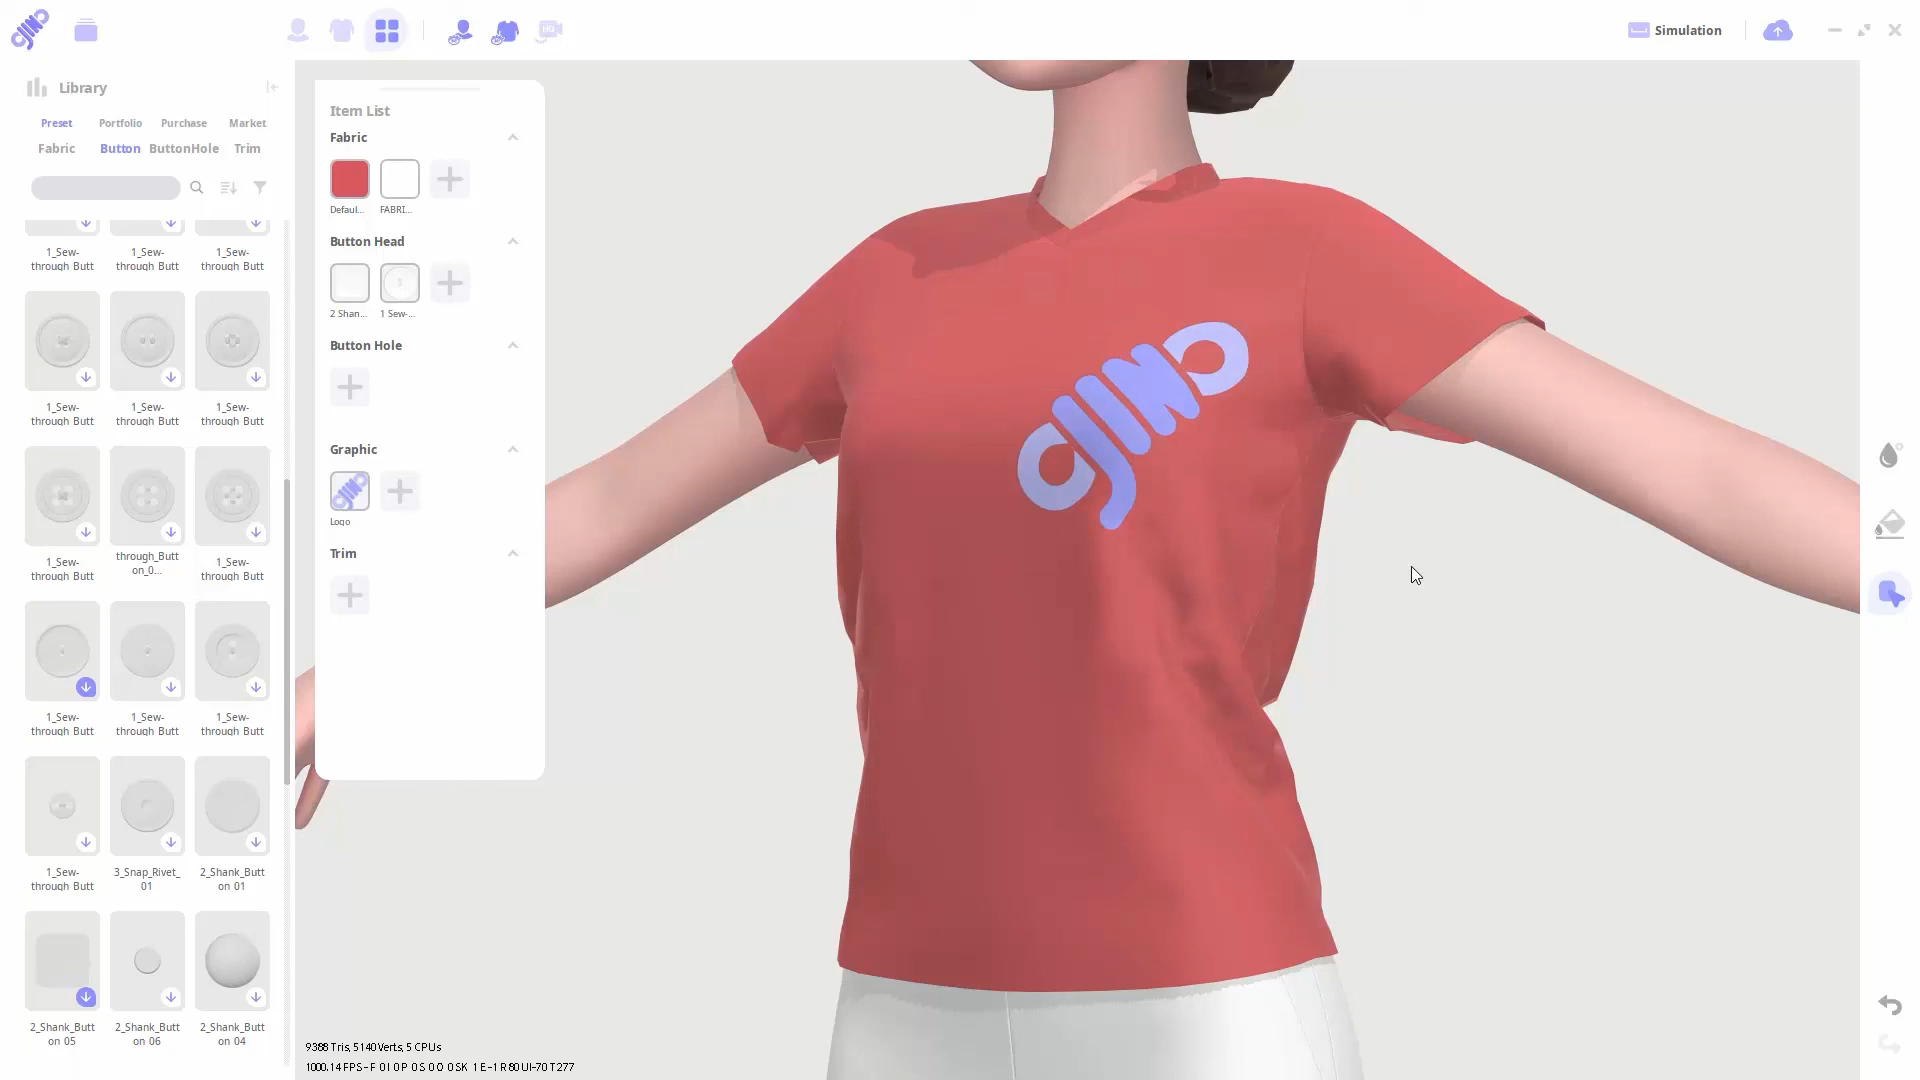 Simulation
Library
Preset Portfolio Purchase Market
Fabric Button ButtonHole Trim
1_Sew- 1_Sew- 1_Sew-
through Butt through Butt through Butt
1_Sew- 1_Sew- 1_Sew-
through Butt through Butt through Butt
1_Sew- through_Butt 1_Sew-
through Butt on_0... through Butt
1_Sew- 1_Sew- 1_Sew-
through Butt through Butt through Butt
1_Sew- 3_Snap_Rivet_ 2_Shank_Butt
through Butt 01 on 01
2_Shank_Butt 2_Shank_Butt 2_Shank_Butt
on 05 on 06 on 04
Item List
Fabric
Defaul... FABRI...
Button Head
2 Shan... 1 Sew-...
Button Hole
Graphic
Logo
Trim
9388 Tris, 5140 Verts, 5 CPUs